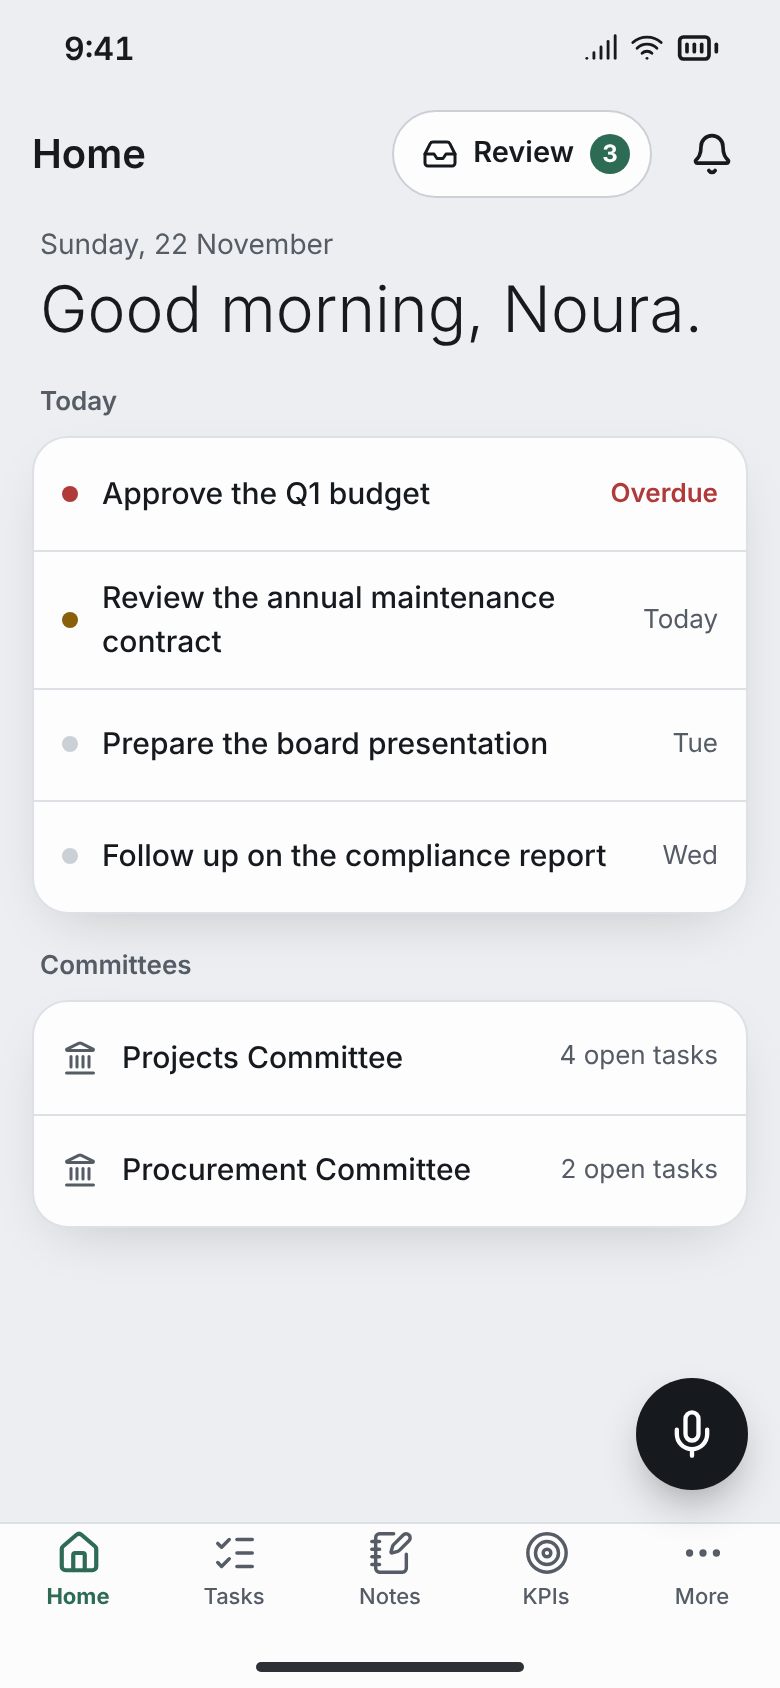 9:41
Home
Review 3
Sunday, 22 November
Good morning, Noura.
Today
Approve the Q1 budget Overdue
Review the annual maintenance
contract
Today
Prepare the board presentation Tue
Follow up on the compliance report Wed
Committees
Projects Committee 4 open tasks
Procurement Committee 2 open tasks
Home Tasks Notes KPIs More